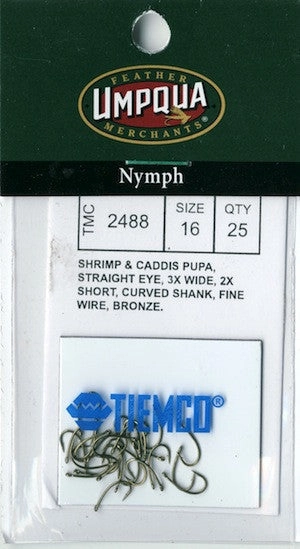 FEATHER
UMPQUA
MERCHANTS®
Nymph
TMC 2488 SIZE 16 QTY 25
SHRIMP & CADDIS PUPA,
STRAIGHT EYE, 3X WIDE, 2X
SHORT, CURVED SHANK, FINE
WIRE, BRONZE.
TIEMCO®